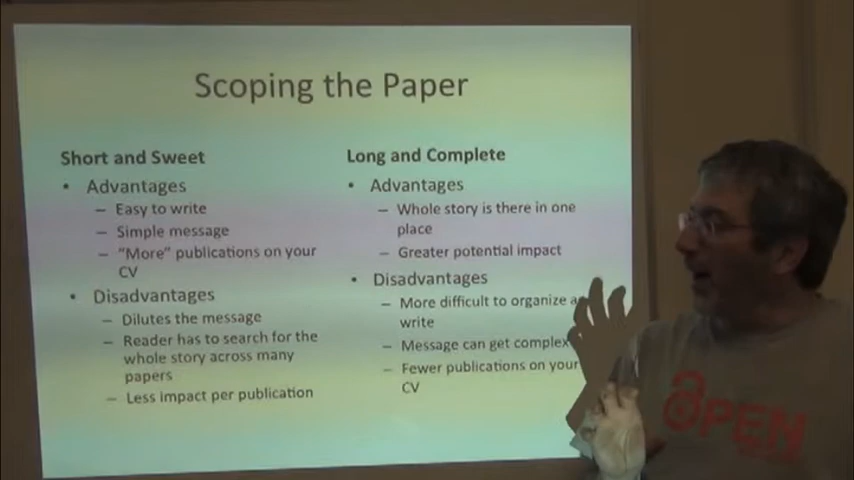 Scoping the Paper
Short and Sweet
• Advantages
– Easy to write
– Simple message
– "More" publications on your
CV
• Disadvantages
– Dilutes the message
– Reader has to search for the
whole story across many
papers
– Less impact per publication
Long and Complete
• Advantages
– Whole story is there in one
place
– Greater potential impact
• Disadvantages
– More difficult to organize
write
– Message can get complex
– Fewer publications on your
CV
OPEN